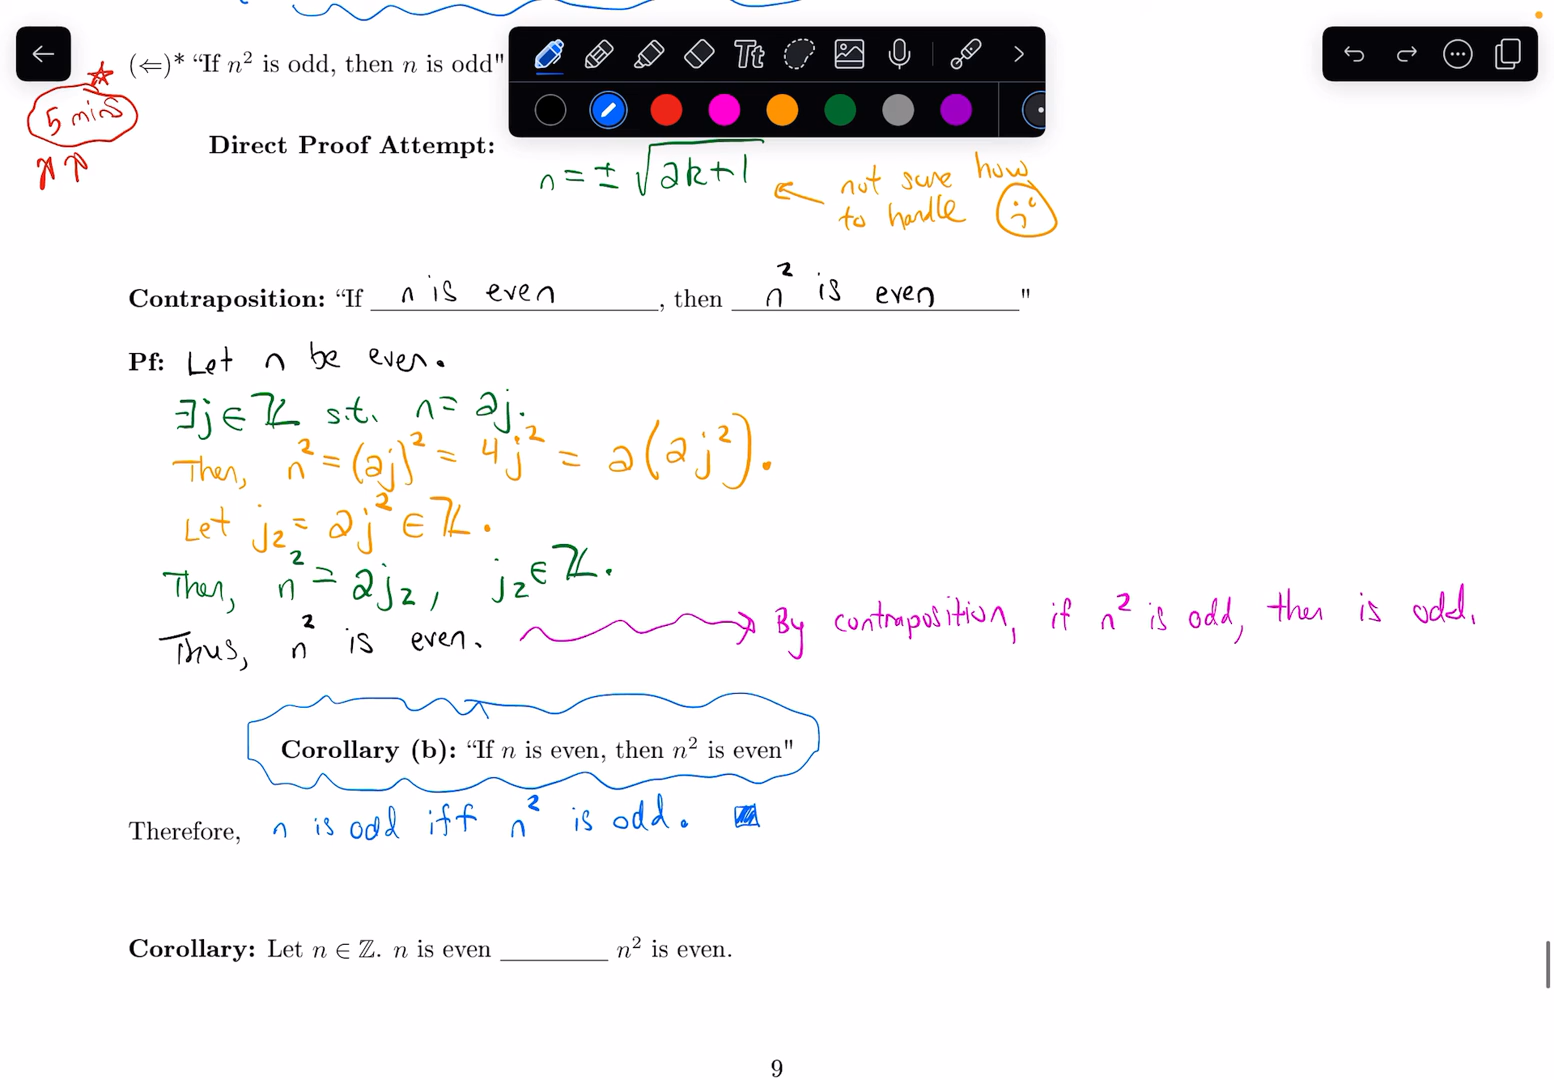 (⇐)* “If n² is odd, then n is odd"
5 mins
Direct Proof Attempt:
n = ± √(2k+1)
not sure how
to handle
Contraposition: “If n is even, then n² is even"
Pf: Let n be even.
∃j ∈ ℤ s.t. n = 2j.
Then, n² = (2j)² = 4j² = 2(2j²).
Let j₂ = 2j² ∈ ℤ.
Then, n² = 2j₂, j₂ ∈ ℤ.
Thus, n² is even. By contraposition, if n² is odd, then is odd.
Corollary (b): “If n is even, then n² is even"
Therefore, n is odd iff n² is odd.
Corollary: Let n ∈ ℤ. n is even ________ n² is even.
9
Tt